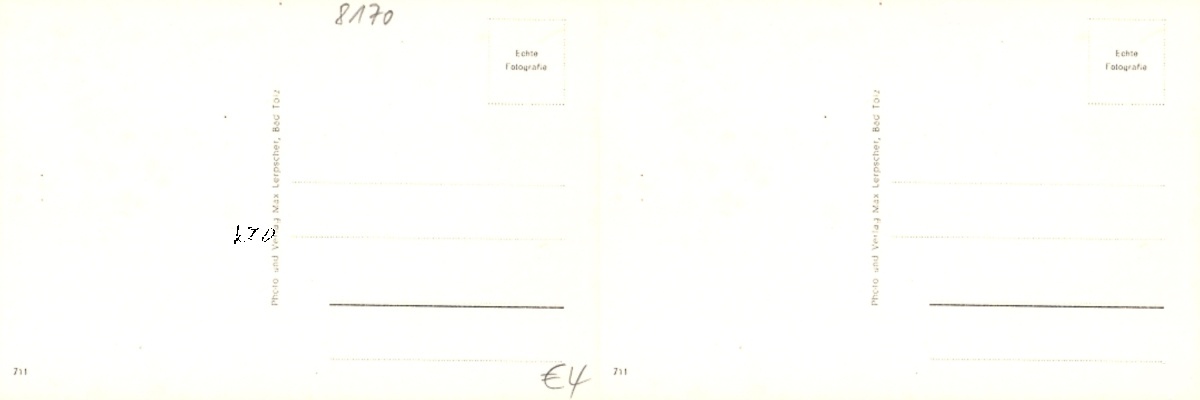 8170
Echte
Fotografie
Photo und Verlag Max Lerpscher, Bad Tölz
711
€4
Echte
Fotografie
Photo und Verlag Max Lerpscher, Bad Tölz
711